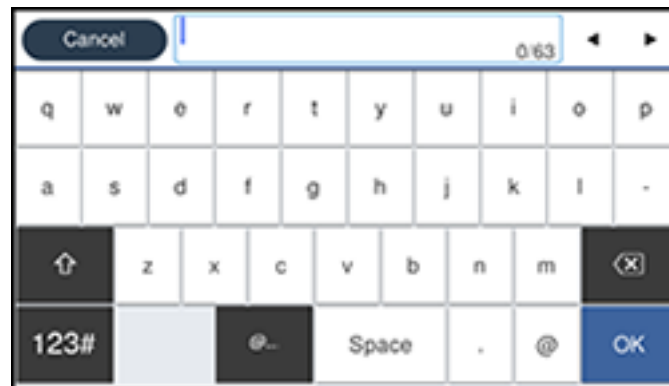 Cancel 0/63
q w e r t y u i o p
a s d f g h j k l -
z x c v b n m
123# @... Space . @ OK